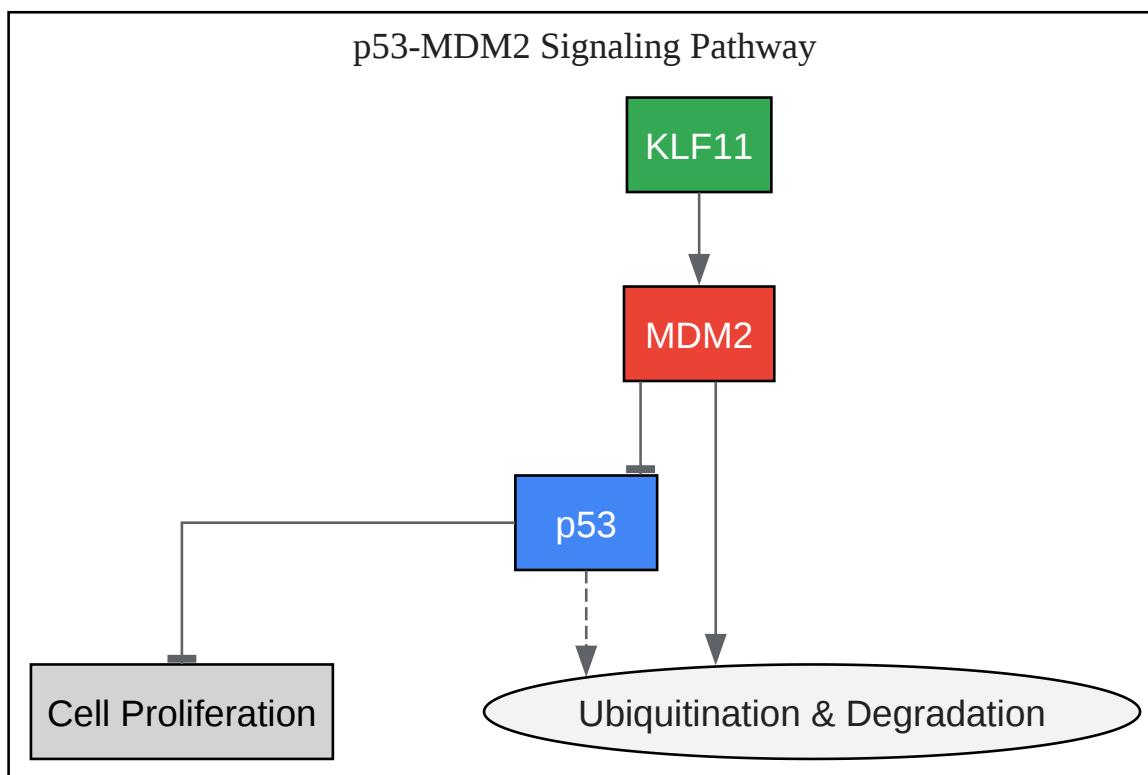 p53-MDM2 Signaling Pathway
KLF11
MDM2
p53
Cell Proliferation
Ubiquitination & Degradation